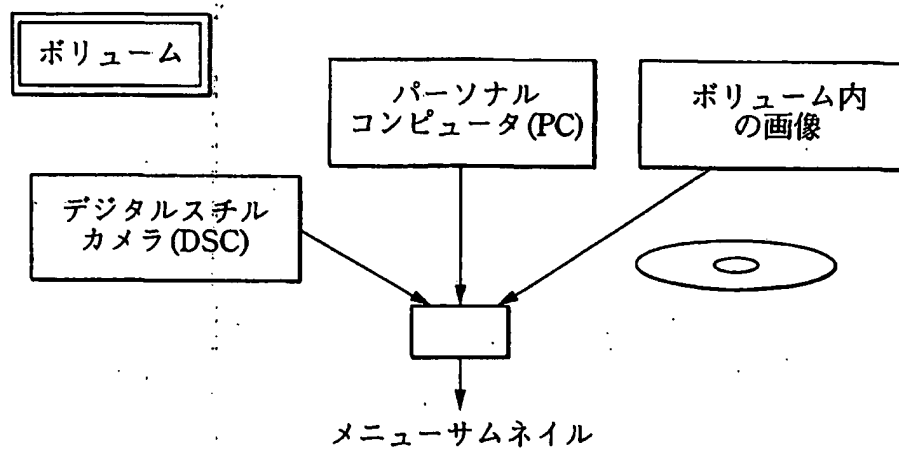 ボリューム
パーソナル
コンピュータ(PC)
ボリューム内
の画像
デジタルスチル
カメラ(DSC)
メニューサムネイル